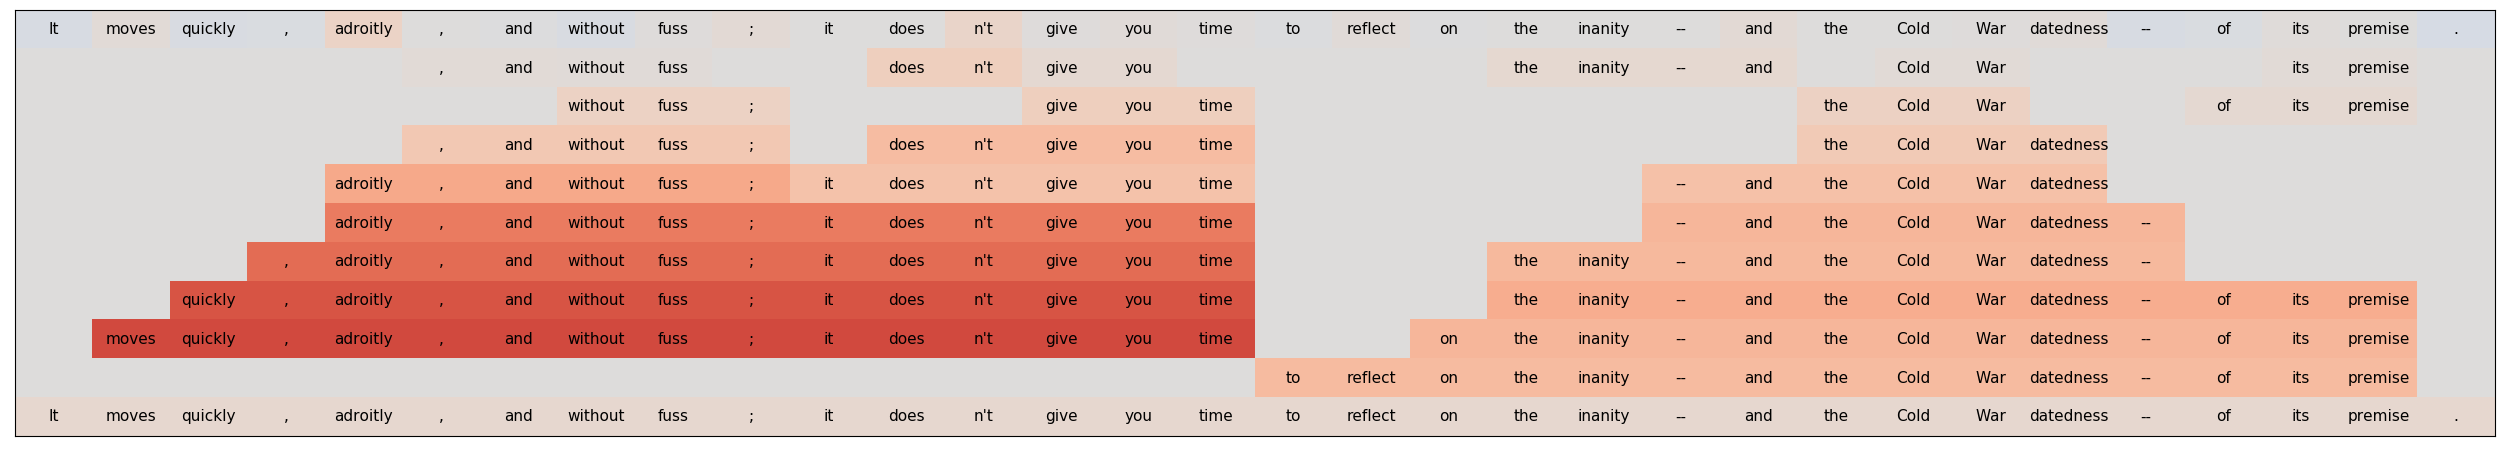 It moves quickly , adroitly , and without fuss ; it does n't give you time to reflect on the inanity -- and the Cold War datedness -- of its premise .
, and without fuss does n't give you the inanity -- and Cold War its premise
without fuss ; give you time the Cold War of its premise
, and without fuss ; does n't give you time the Cold War datedness
adroitly , and without fuss ; it does n't give you time -- and the Cold War datedness
adroitly , and without fuss ; it does n't give you time -- and the Cold War datedness --
, adroitly , and without fuss ; it does n't give you time the inanity -- and the Cold War datedness --
quickly , adroitly , and without fuss ; it does n't give you time the inanity -- and the Cold War datedness -- of its premise
moves quickly , adroitly , and without fuss ; it does n't give you time on the inanity -- and the Cold War datedness -- of its premise
to reflect on the inanity -- and the Cold War datedness -- of its premise
It moves quickly , adroitly , and without fuss ; it does n't give you time to reflect on the inanity -- and the Cold War datedness -- of its premise .